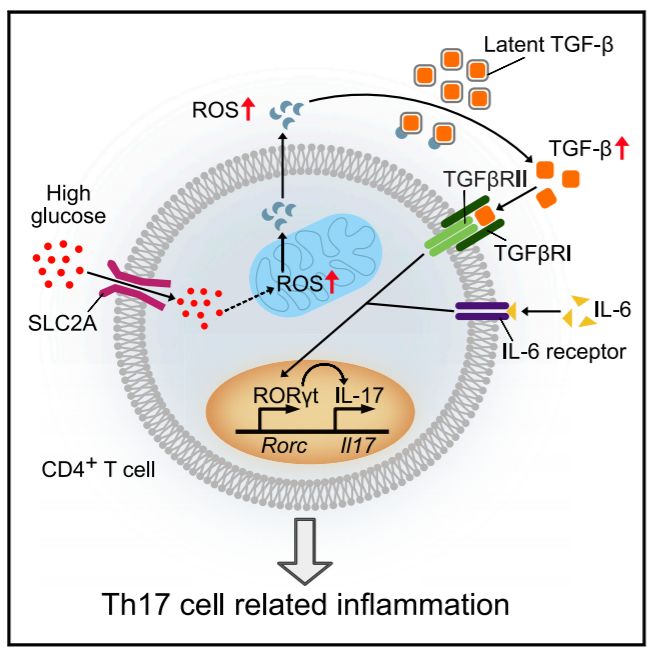 Latent TGF-β
ROS
TGF-β
High
glucose
TGFβRII
TGFβRI
ROS
SLC2A
IL-6
IL-6 receptor
RORγt IL-17
Rorc Il17
CD4⁺ T cell
Th17 cell related inflammation